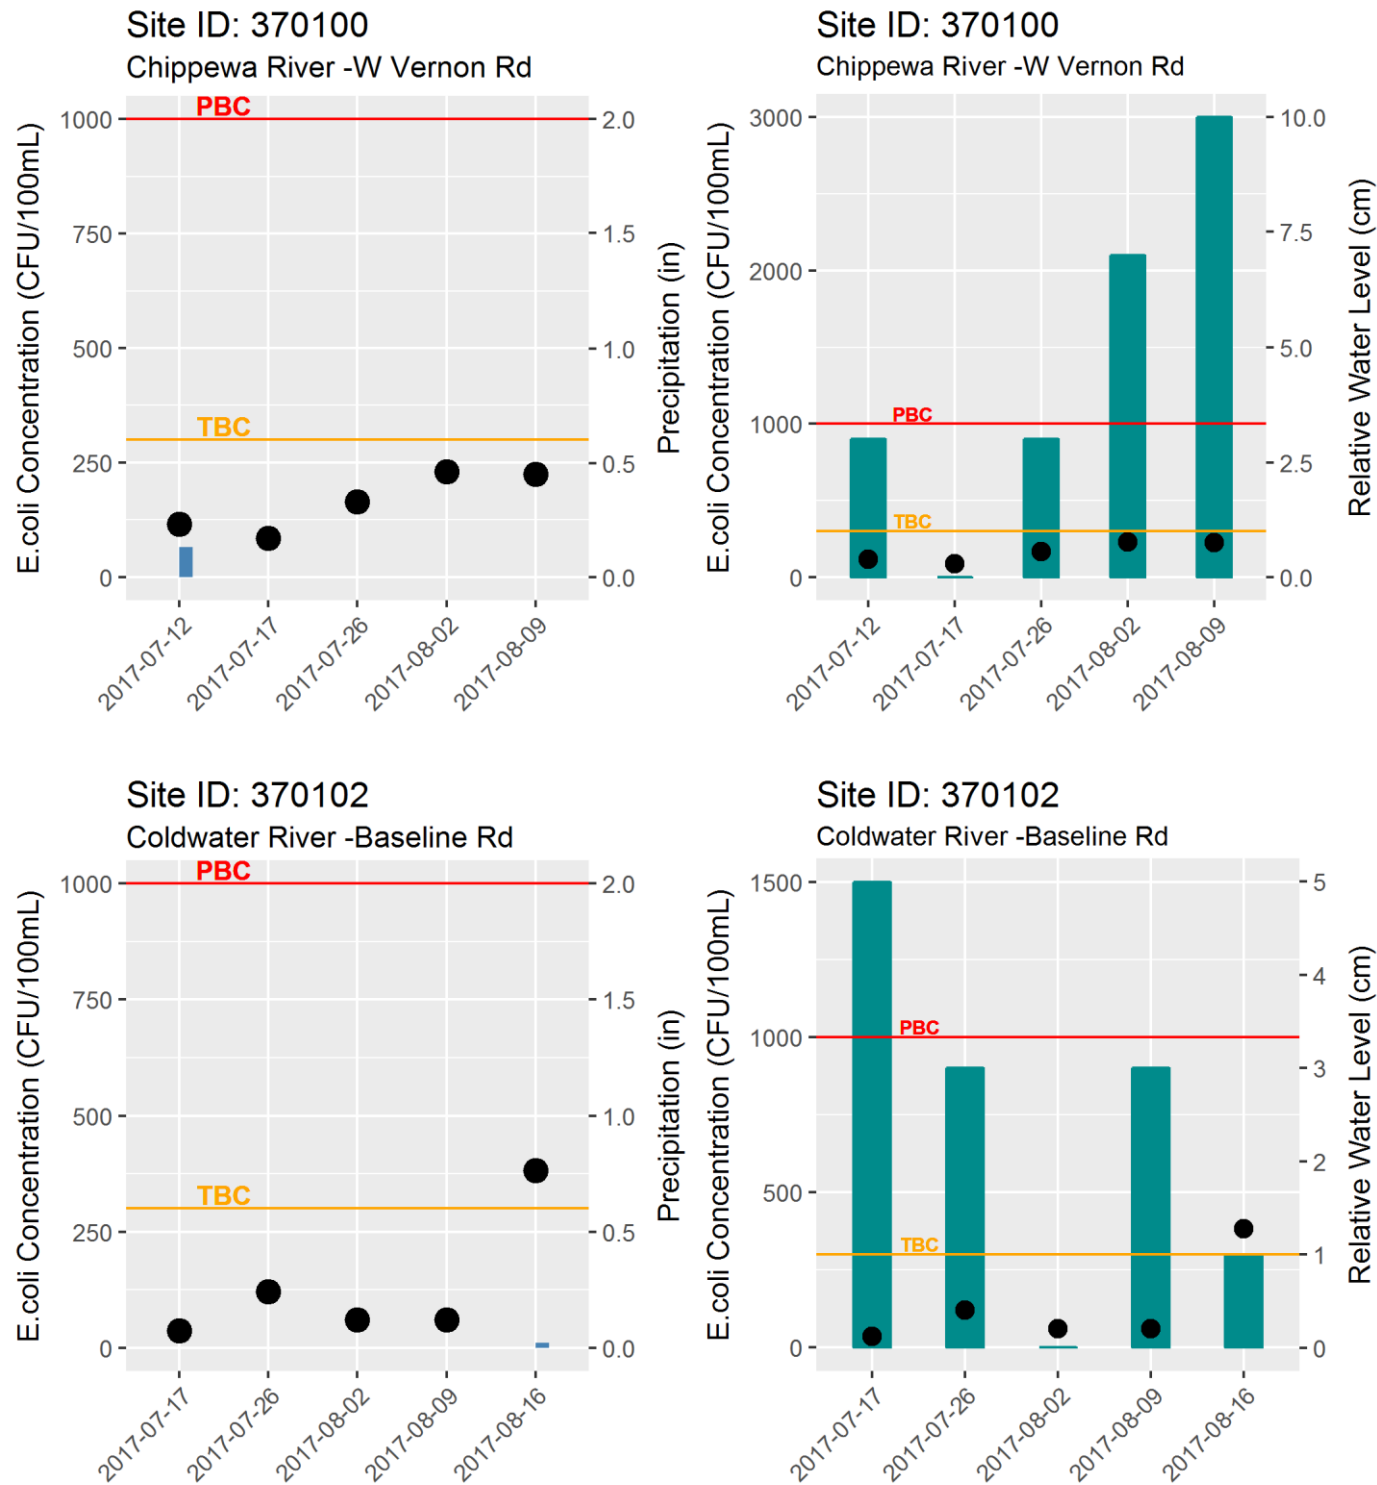 Site ID: 370100
Chippewa River -W Vernon Rd
E.coli Concentration (CFU/100mL)
1000
750
500
250
0
PBC
TBC
2.0
1.5
1.0
0.5
0.0
Precipitation (in)
2017-07-12
2017-07-17
2017-07-26
2017-08-02
2017-08-09
Site ID: 370100
Chippewa River -W Vernon Rd
E.coli Concentration (CFU/100mL)
3000
2000
1000
0
PBC
TBC
10.0
7.5
5.0
2.5
0.0
Relative Water Level (cm)
2017-07-12
2017-07-17
2017-07-26
2017-08-02
2017-08-09
Site ID: 370102
Coldwater River -Baseline Rd
E.coli Concentration (CFU/100mL)
1000
750
500
250
0
PBC
TBC
2.0
1.5
1.0
0.5
0.0
Precipitation (in)
2017-07-17
2017-07-26
2017-08-02
2017-08-09
2017-08-16
Site ID: 370102
Coldwater River -Baseline Rd
E.coli Concentration (CFU/100mL)
1500
1000
500
0
PBC
TBC
5
4
3
2
1
0
Relative Water Level (cm)
2017-07-17
2017-07-26
2017-08-02
2017-08-09
2017-08-16